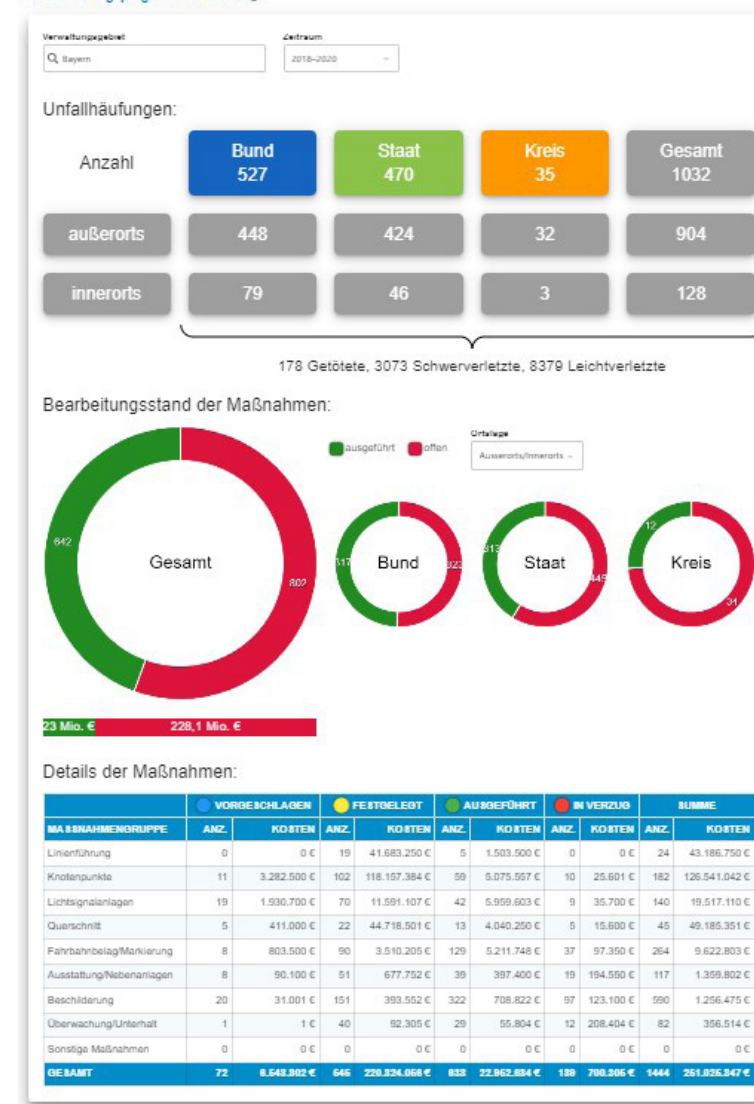 Verwaltungsgebiet
Zeitraum
Bayern
2018–2020
Unfallhäufungen:
Anzahl
Bund
527
Staat
470
Kreis
35
Gesamt
1032
außerorts 448 424 32 904
innerorts 79 46 3 128
178 Getötete, 3073 Schwerverletzte, 8379 Leichtverletzte
Bearbeitungsstand der Maßnahmen:
ausgeführt offen
Ortslage
Ausserorts/Innerorts
642 Gesamt 802
317 Bund 323
313 Staat 445
12 Kreis 34
23 Mio. € 228,1 Mio. €
Details der Maßnahmen:
VORGESCHLAGEN FESTGELEGT AUSGEFÜHRT IN VERZUG SUMME
MASSNAHMENGRUPPE ANZ. KOSTEN ANZ. KOSTEN ANZ. KOSTEN ANZ. KOSTEN ANZ. KOSTEN
Linienführung 0 0 € 19 41.683.250 € 5 1.503.500 € 0 0 € 24 43.186.750 €
Knotenpunkte 11 3.282.500 € 102 118.157.384 € 59 5.075.557 € 10 25.601 € 182 126.541.042 €
Lichtsignalanlagen 19 1.930.700 € 70 11.591.107 € 42 5.959.603 € 9 35.700 € 140 19.517.110 €
Querschnitt 5 411.000 € 22 44.718.501 € 13 4.040.250 € 5 15.600 € 45 49.185.351 €
Fahrbahnbelag/Markierung 8 803.500 € 90 3.510.205 € 129 5.211.748 € 37 97.350 € 264 9.622.803 €
Ausstattung/Nebenanlagen 8 90.100 € 51 677.752 € 39 397.400 € 19 194.550 € 117 1.359.802 €
Beschilderung 20 31.001 € 151 393.552 € 322 708.822 € 97 123.100 € 590 1.256.475 €
Überwachung/Unterhalt 1 1 € 40 92.305 € 29 55.804 € 12 208.404 € 82 356.514 €
Sonstige Maßnahmen 0 0 € 0 0 € 0 0 € 0 0 € 0 0 €
GESAMT 72 545 220.824.056 € 189 1444